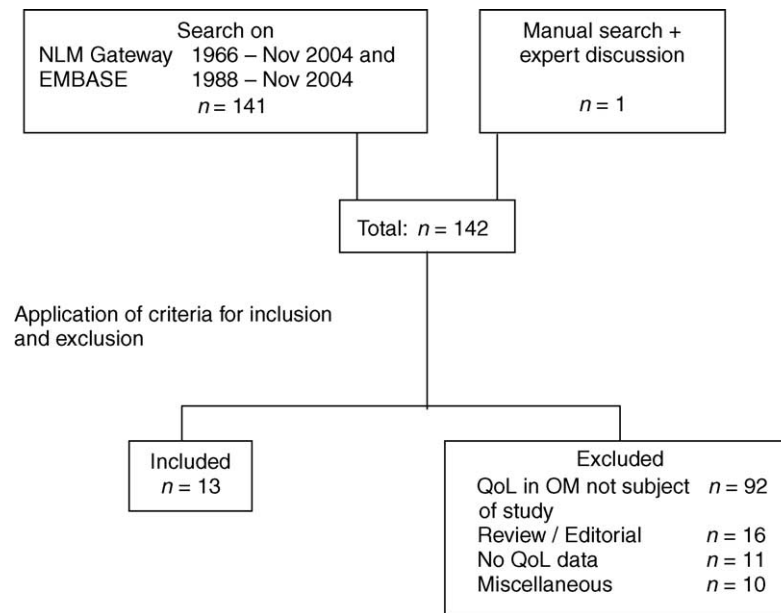 Search on
NLM Gateway 1966 – Nov 2004 and
EMBASE 1988 – Nov 2004
n = 141
Manual search +
expert discussion
n = 1
Total: n = 142
Application of criteria for inclusion
and exclusion
Included
n = 13
Excluded
QoL in OM not subject n = 92
of study
Review / Editorial n = 16
No QoL data n = 11
Miscellaneous n = 10